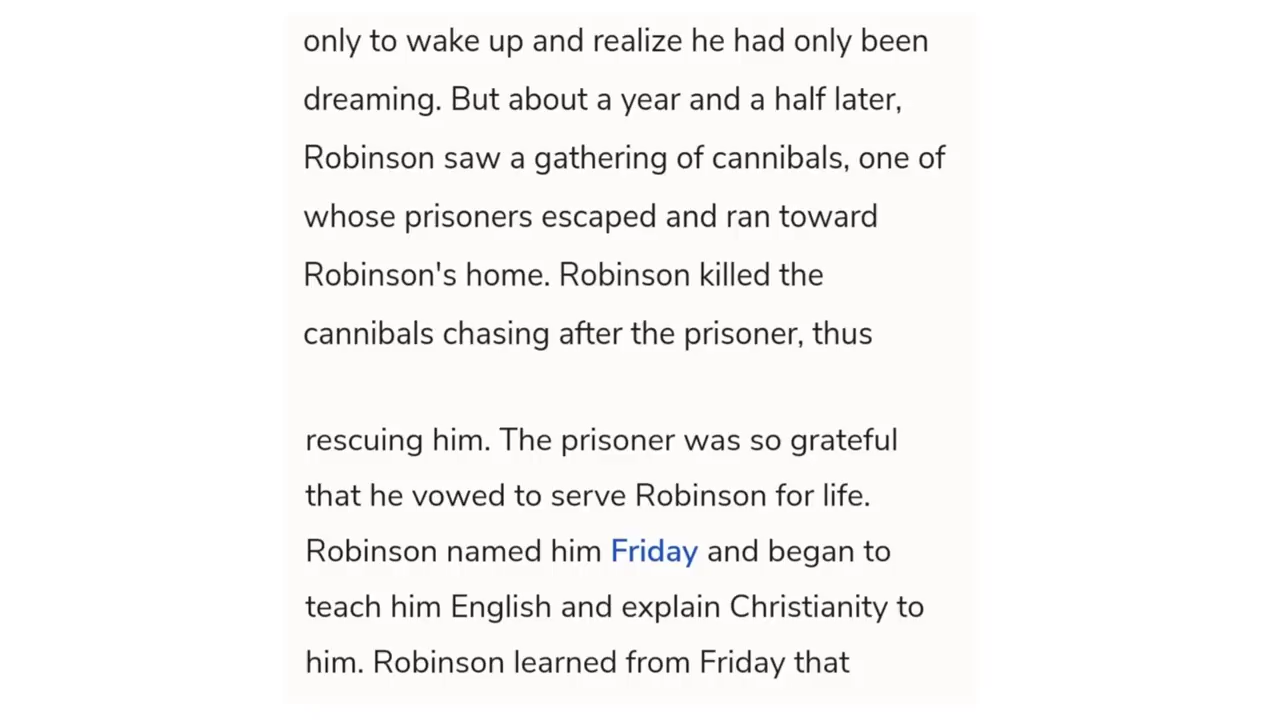 only to wake up and realize he had only been
dreaming. But about a year and a half later,
Robinson saw a gathering of cannibals, one of
whose prisoners escaped and ran toward
Robinson's home. Robinson killed the
cannibals chasing after the prisoner, thus
rescuing him. The prisoner was so grateful
that he vowed to serve Robinson for life.
Robinson named him Friday and began to
teach him English and explain Christianity to
him. Robinson learned from Friday that